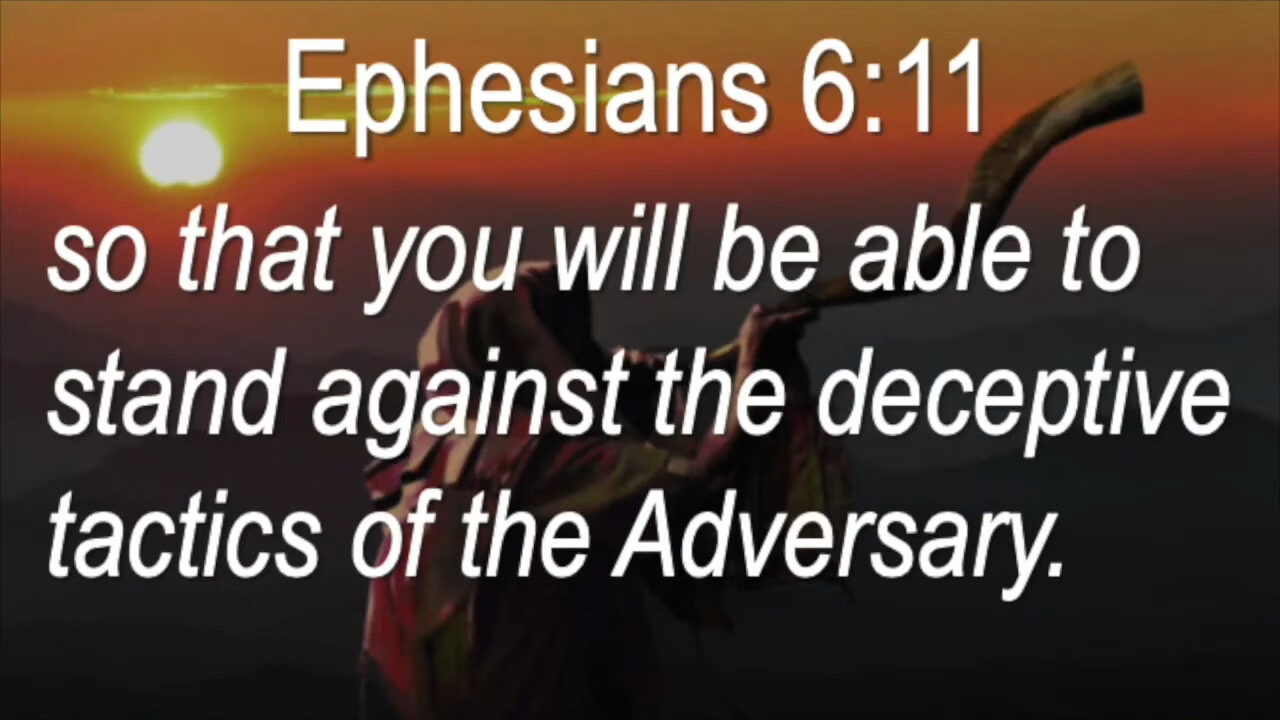 Ephesians 6:11
so that you will be able to
stand against the deceptive
tactics of the Adversary.